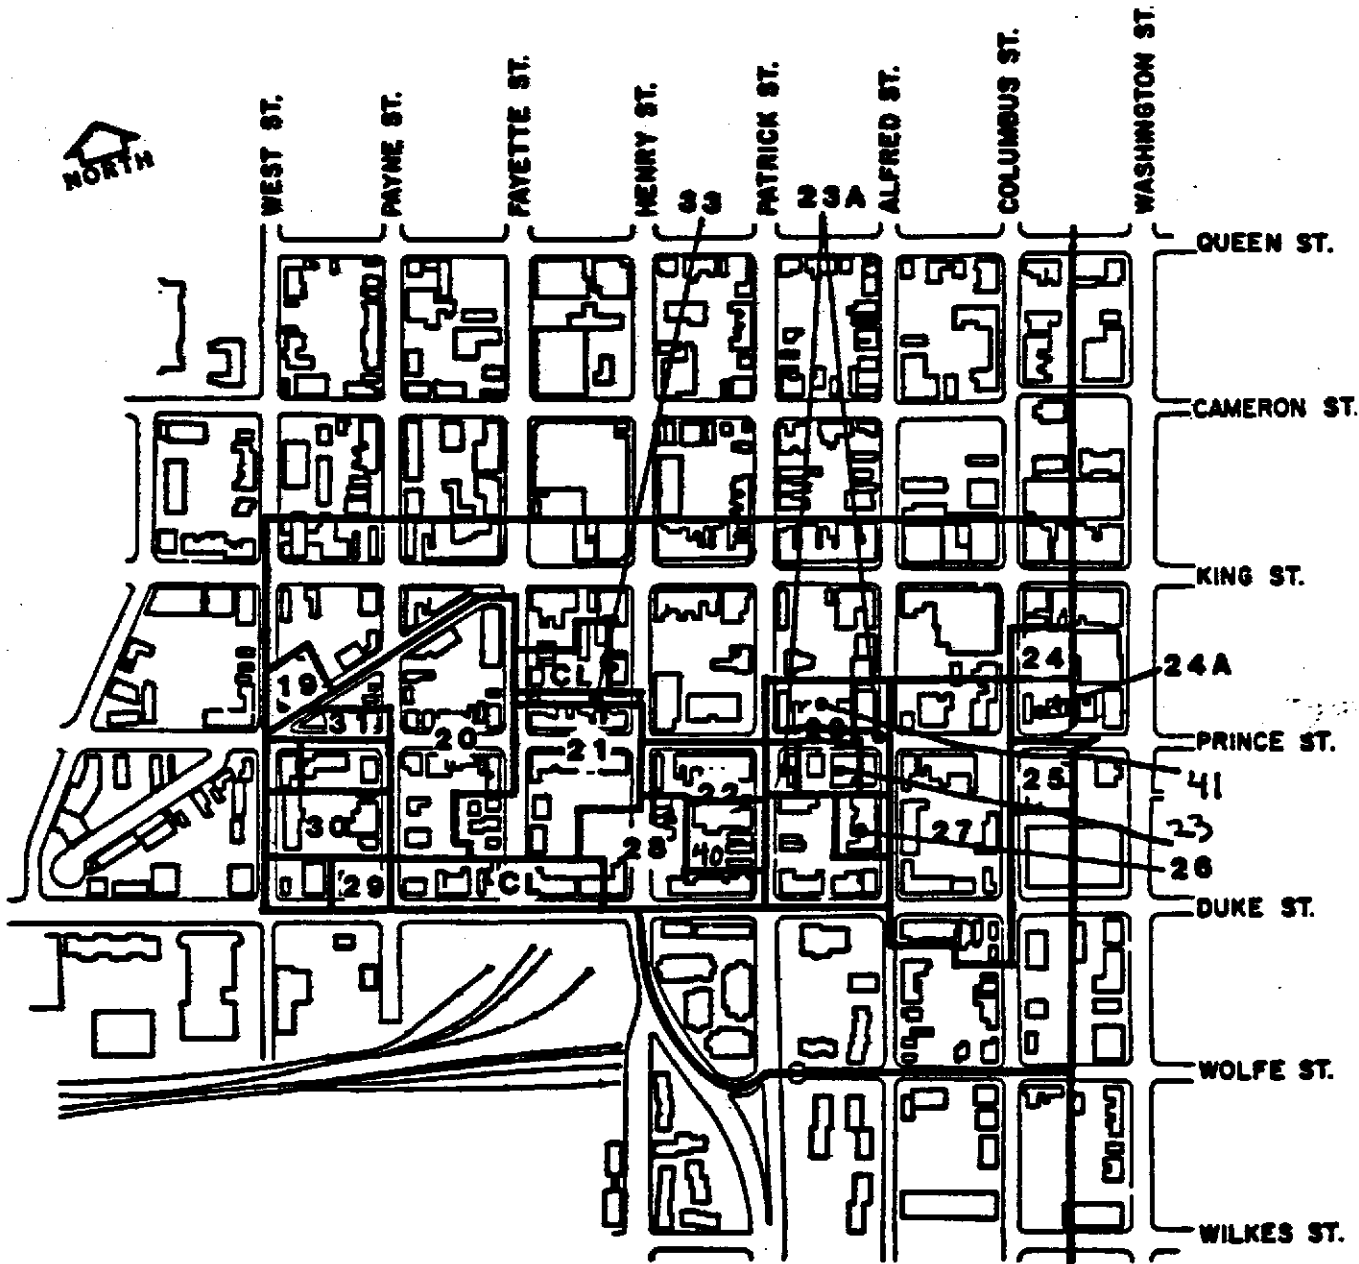 WEST ST.
PAYNE ST.
FAYETTE ST.
HENRY ST.
PATRICK ST.
ALFRED ST.
COLUMBUS ST.
WASHINGTON ST.
NORTH
33
23A
QUEEN ST.
CAMERON ST.
KING ST.
19
CL
24
24A
31
20
21
PRINCE ST.
25
41
22
23
30
40
28
27
26
29
CL
DUKE ST.
WOLFE ST.
WILKES ST.